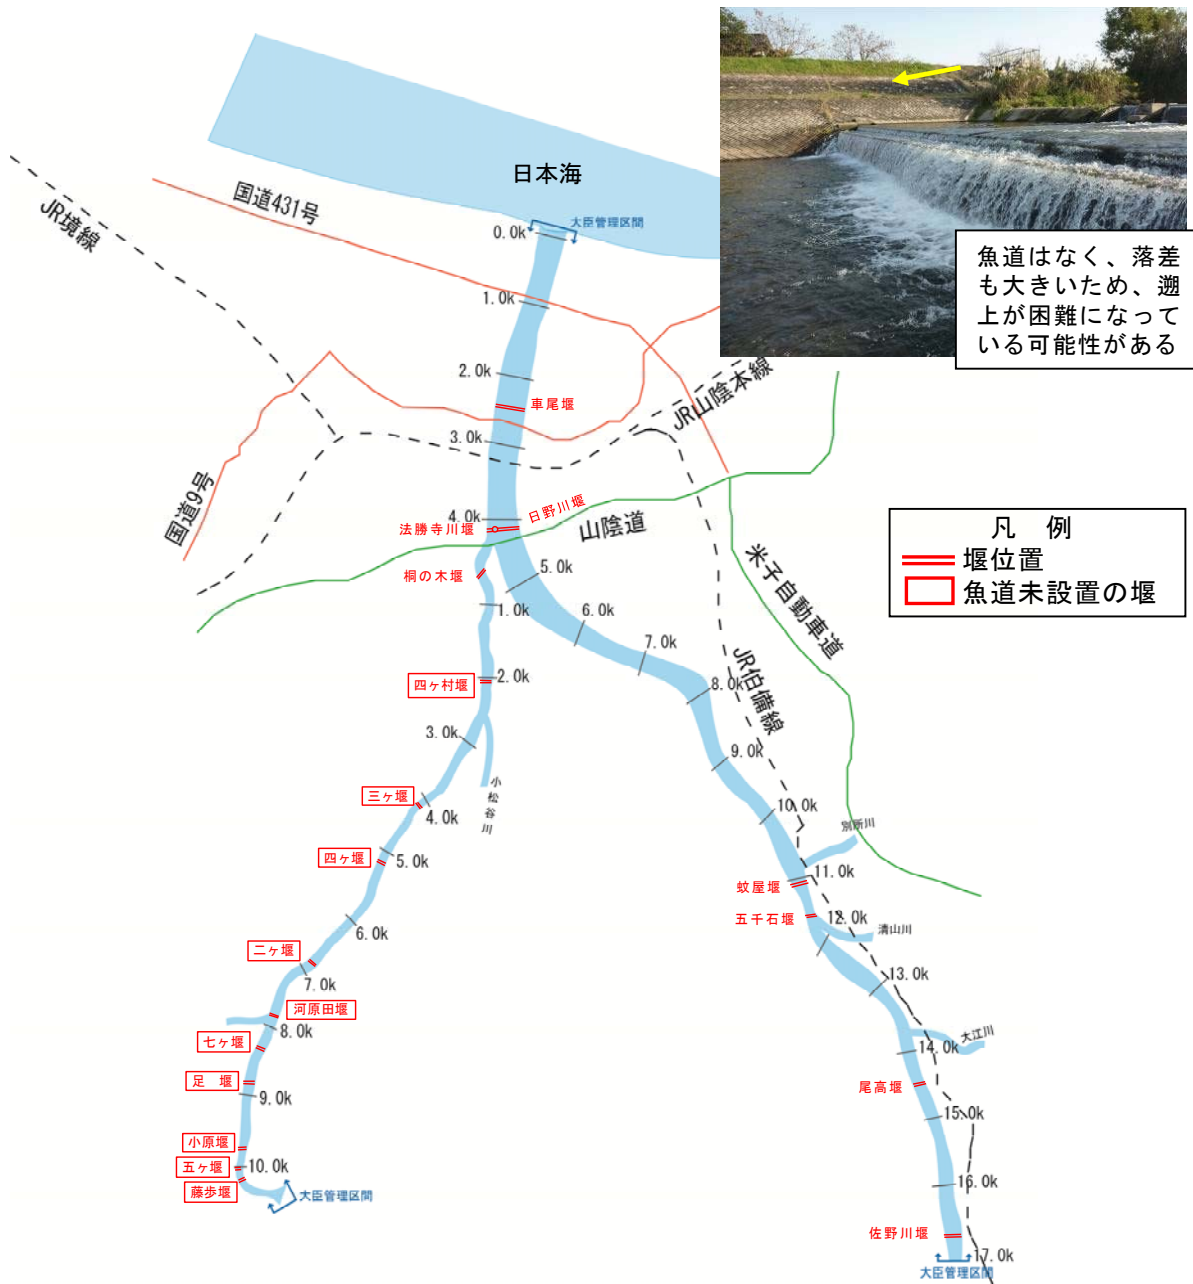 日本海
国道431号
JR境線
大臣管理区間
0.0k
1.0k
2.0k
車尾堰
3.0k
JR山陰本線
国道9号
4.0k
日野川堰
法勝寺川堰
山陰道
桐の木堰
米子自動車道
JR伯備線
魚道はなく、落差
も大きいため、遡
上が困難になって
いる可能性がある
凡 例
堰位置
魚道未設置の堰
5.0k
6.0k
7.0k
8.0k
9.0k
10.0k
別所川
11.0k
蚊屋堰
五千石堰
12.0k
清山川
13.0k
大江川
14.0k
尾高堰
15.0k
16.0k
佐野川堰
17.0k
大臣管理区間
1.0k
四ヶ村堰
2.0k
3.0k
小松谷川
三ヶ堰
4.0k
四ヶ堰
5.0k
6.0k
二ヶ堰
7.0k
河原田堰
8.0k
七ヶ堰
足 堰
9.0k
小原堰
五ヶ堰
10.0k
藤歩堰
大臣管理区間